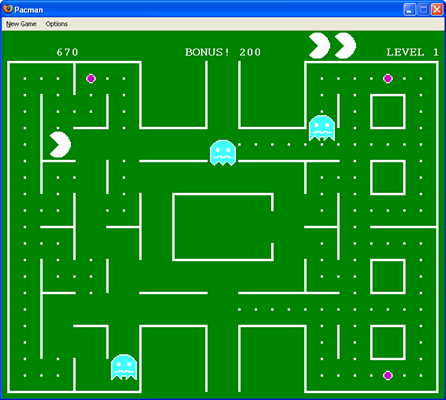 Pacman
New Game Options
670 BONUS! 200 LEVEL 1